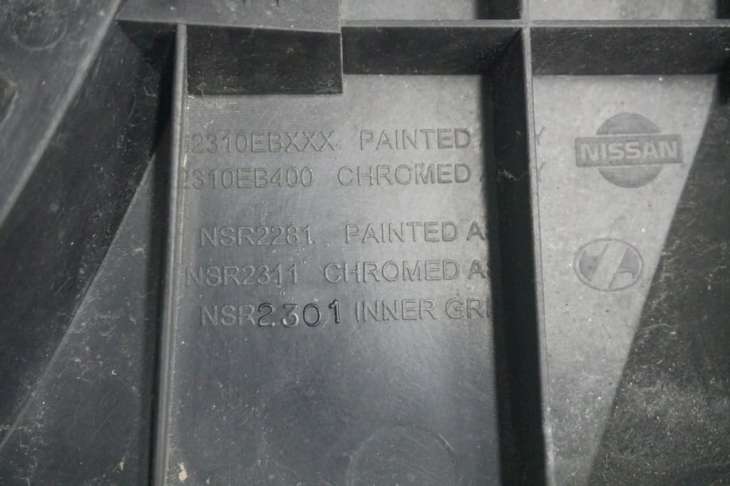 2310EBXXX PAINTED
2310EB400 CHROMED
NSR2281 PAINTED
NSR2311 CHROMED
NSR2301 INNER
NISSAN